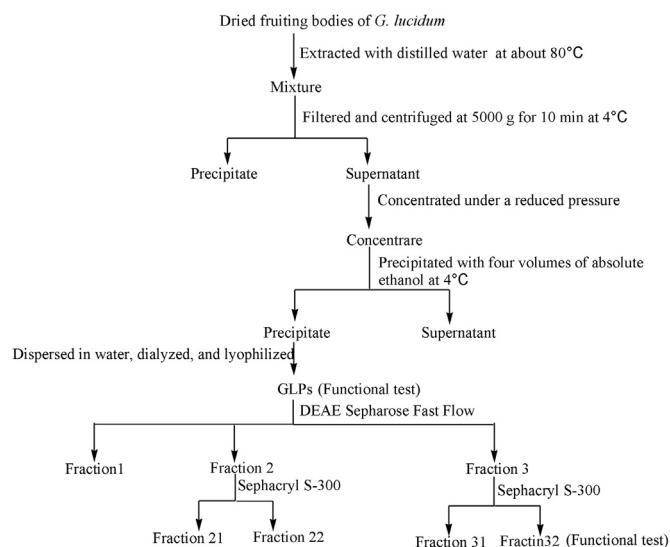 Dried fruiting bodies of G. lucidum
Extracted with distilled water at about 80°C
Mixture
Filtered and centrifuged at 5000 g for 10 min at 4°C
Precipitate
Supernatant
Concentrated under a reduced pressure
Concentrare
Precipitated with four volumes of absolute
ethanol at 4°C
Precipitate
Supernatant
Dispersed in water, dialyzed, and lyophilized
GLPs (Functional test)
DEAE Sepharose Fast Flow
Fraction1
Fraction 2
Fraction 3
Sephacryl S-300
Sephacryl S-300
Fraction 21
Fraction 22
Fraction 31
Fractin32 (Functional test)